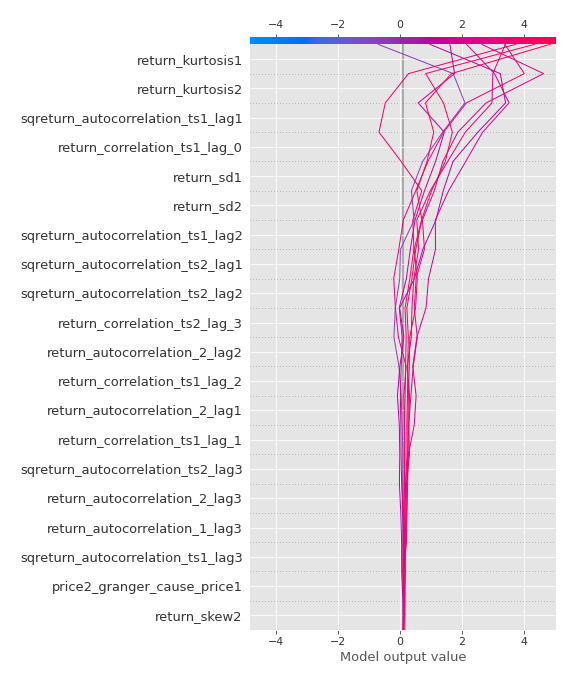 −4 −2 0 2 4
return_kurtosis1
return_kurtosis2
sqreturn_autocorrelation_ts1_lag1
return_correlation_ts1_lag_0
return_sd1
return_sd2
sqreturn_autocorrelation_ts1_lag2
sqreturn_autocorrelation_ts2_lag1
sqreturn_autocorrelation_ts2_lag2
return_correlation_ts2_lag_3
return_autocorrelation_2_lag2
return_correlation_ts1_lag_2
return_autocorrelation_2_lag1
return_correlation_ts1_lag_1
sqreturn_autocorrelation_ts2_lag3
return_autocorrelation_2_lag3
return_autocorrelation_1_lag3
sqreturn_autocorrelation_ts1_lag3
price2_granger_cause_price1
return_skew2
−4 −2 0 2 4
Model output value